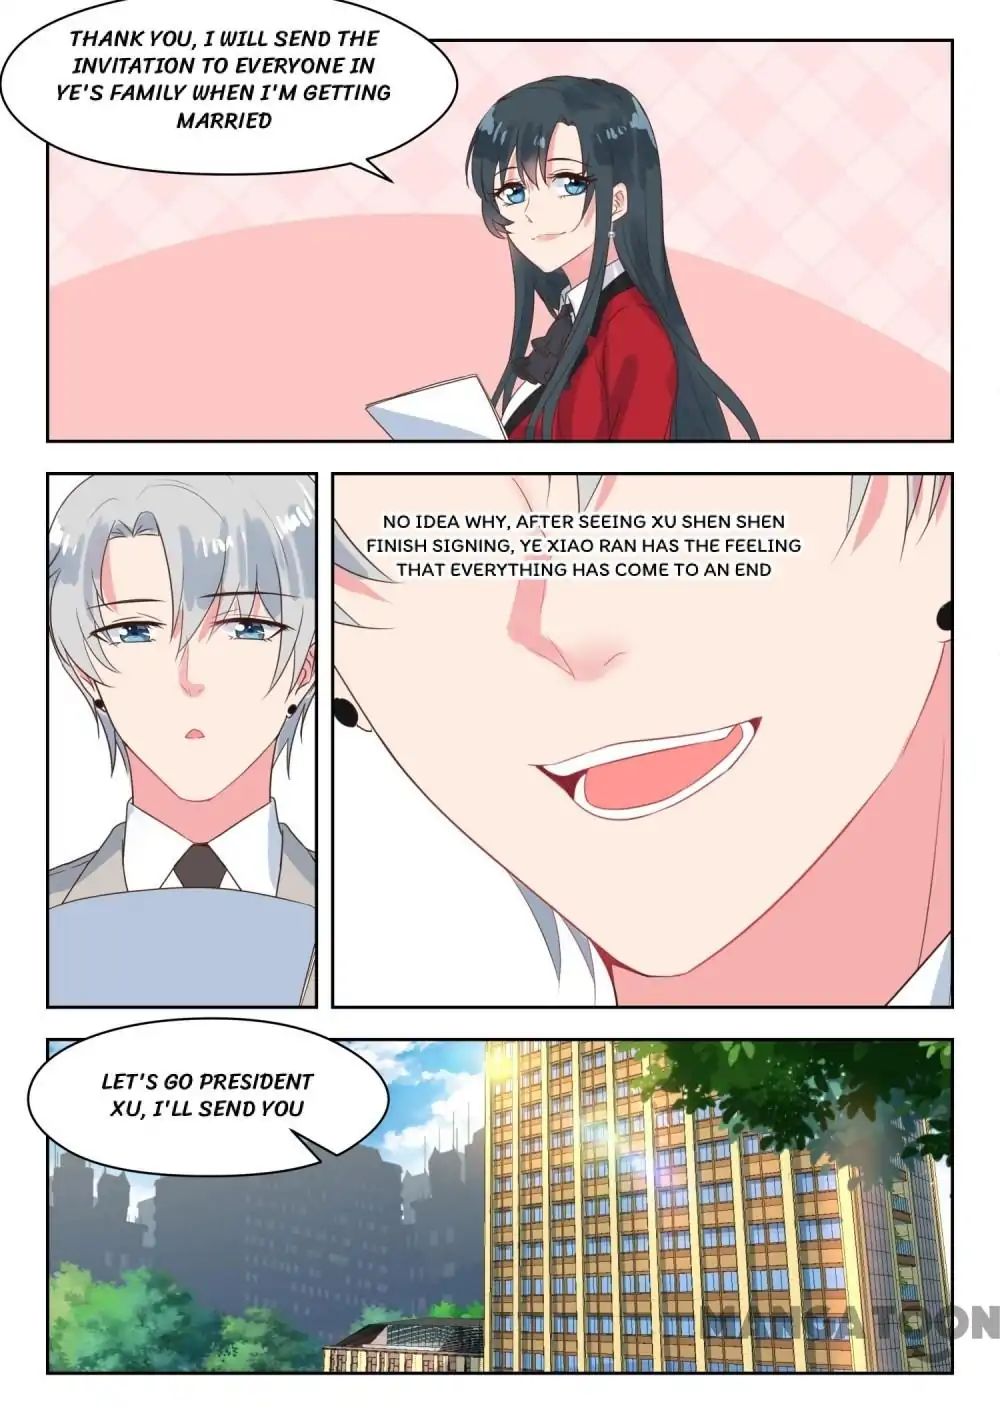 THANK YOU, I WILL SEND THE
INVITATION TO EVERYONE IN
YE'S FAMILY WHEN I'M GETTING
MARRIED
NO IDEA WHY, AFTER SEEING XU SHEN SHEN
FINISH SIGNING, YE XIAO RAN HAS THE FEELING
THAT EVERYTHING HAS COME TO AN END
LET'S GO PRESIDENT
XU, I'LL SEND YOU
MANGATOON